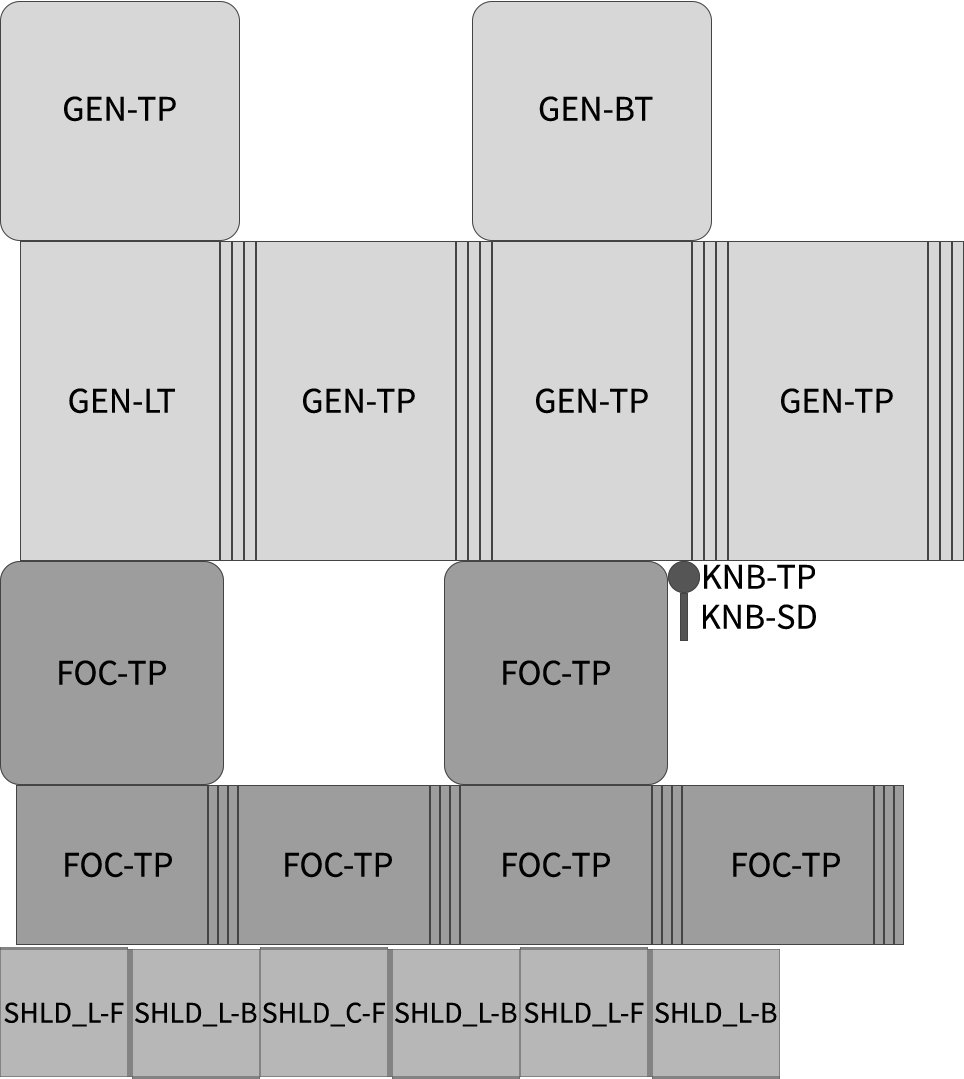 GEN-TP
GEN-BT
GEN-LT
GEN-TP
GEN-TP
GEN-TP
KNB-TP
KNB-SD
FOC-TP
FOC-TP
FOC-TP
FOC-TP
FOC-TP
FOC-TP
SHLD_L-F
SHLD_L-B
SHLD_C-F
SHLD_L-B
SHLD_L-F
SHLD_L-B